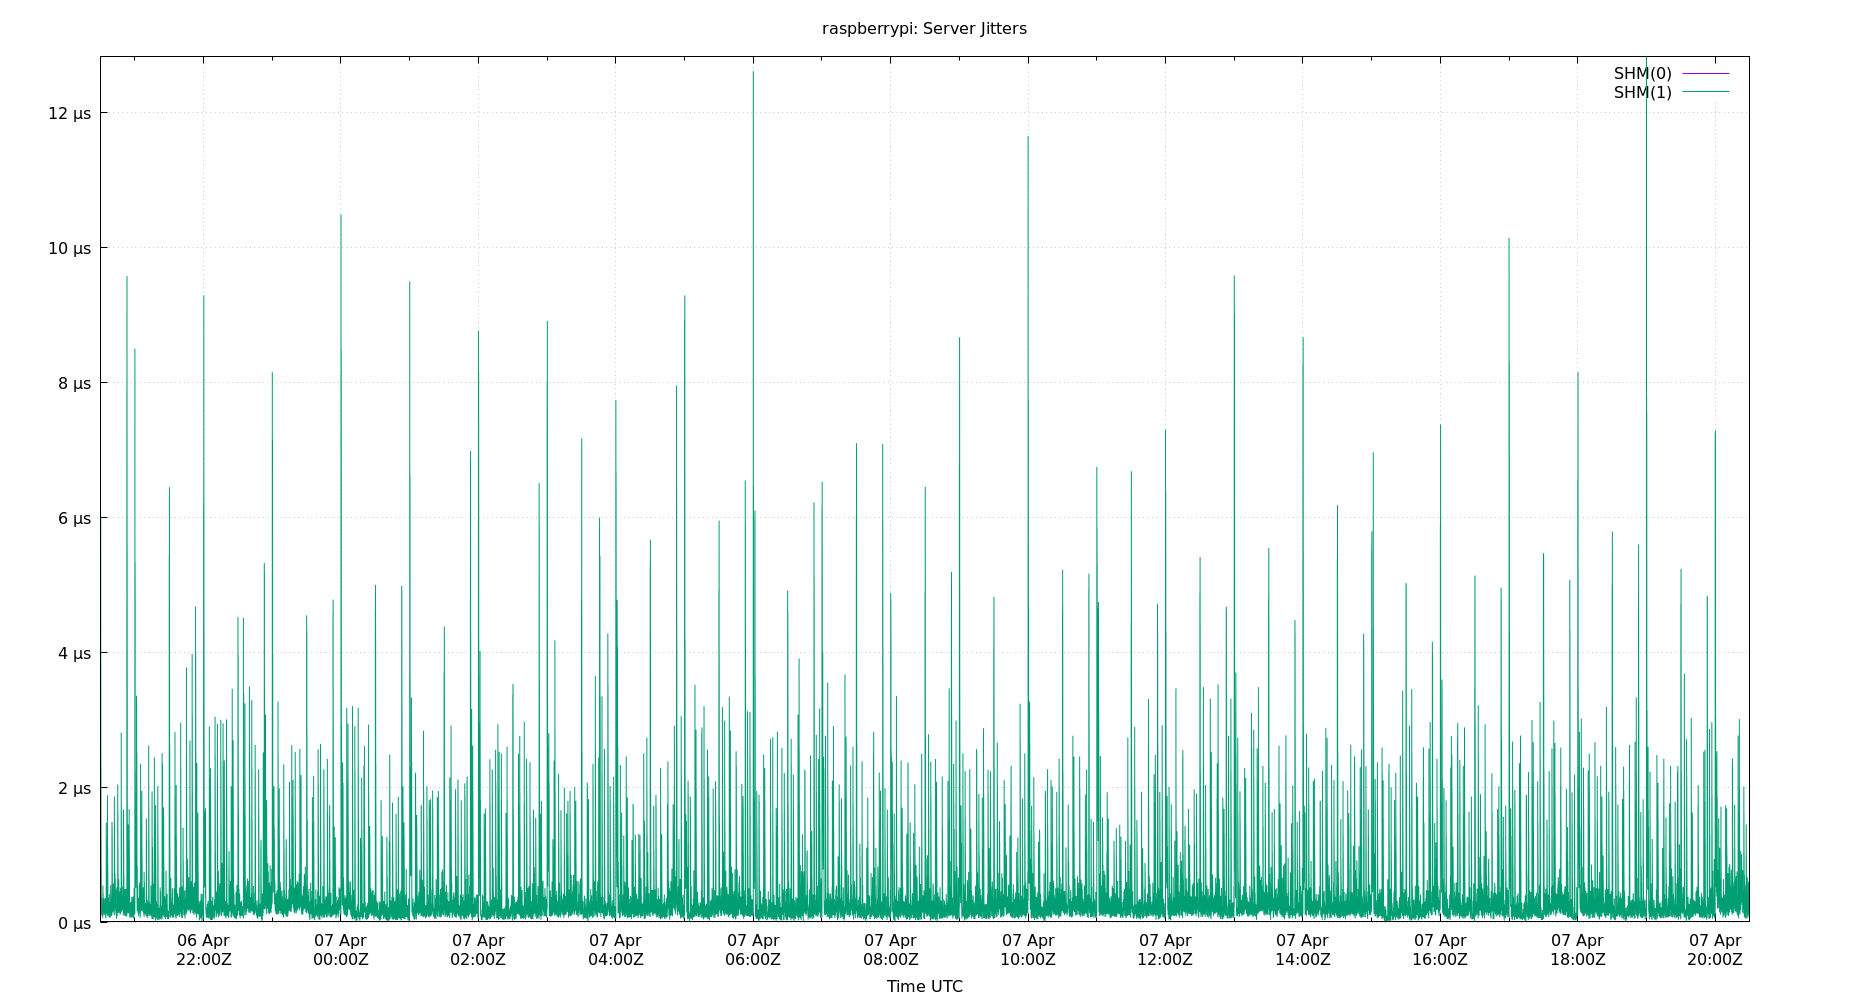 raspberrypi: Server Jitters
SHM(0)
SHM(1)
12 µs
10 µs
8 µs
6 µs
4 µs
2 µs
0 µs
06 Apr 07 Apr 07 Apr 07 Apr 07 Apr 07 Apr 07 Apr 07 Apr 07 Apr 07 Apr 07 Apr 07 Apr
22:00Z 00:00Z 02:00Z 04:00Z 06:00Z 08:00Z 10:00Z 12:00Z 14:00Z 16:00Z 18:00Z 20:00Z
Time UTC